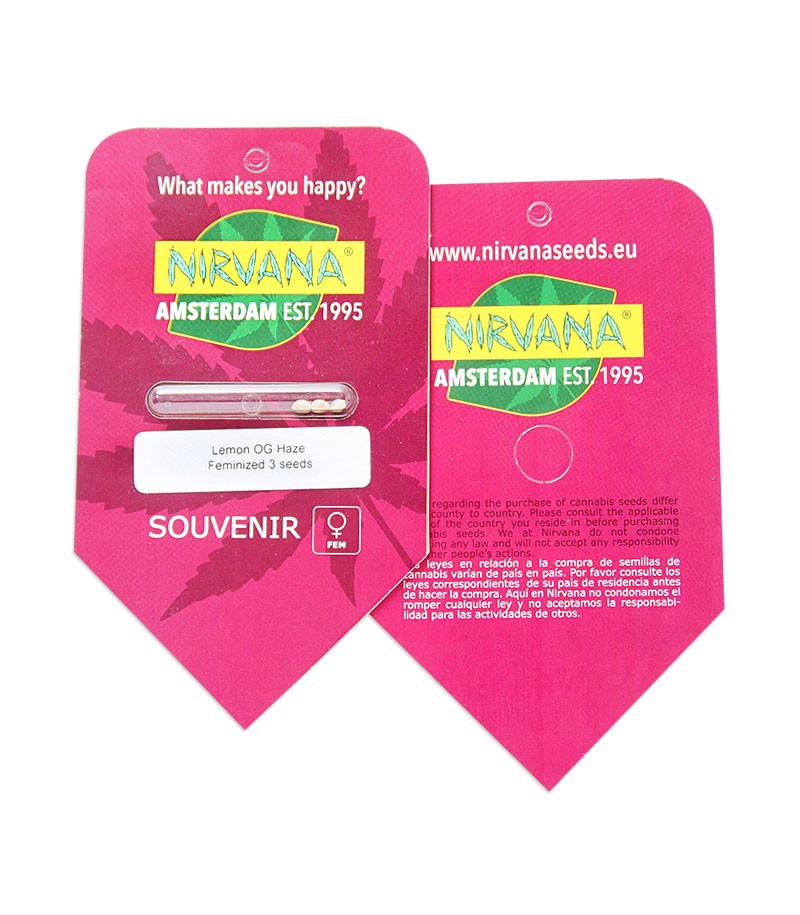 What makes you happy?
NIRVANA®
AMSTERDAM EST. 1995
Lemon OG Haze
Feminized 3 seeds
SOUVENIR
FEM
www.nirvanaseeds.eu
NIRVANA®
AMSTERDAM EST. 1995
regarding the purchase of cannabis seeds differ
county to country. Please consult the applicable
of the country you reside in before purchasing
seeds. We at Nirvana do not condone
any law and will not accept any responsibility
people's actions.
leyes en relación a la compra de semillas de
cannabis varían de país en país. Por favor consulte los
leyes correspondientes de su país de residencia antes
de hacer la compra. Aquí en Nirvana no condonamos el
romper cualquier ley y no aceptamos la responsabi-
lidad para las actividades de otros.